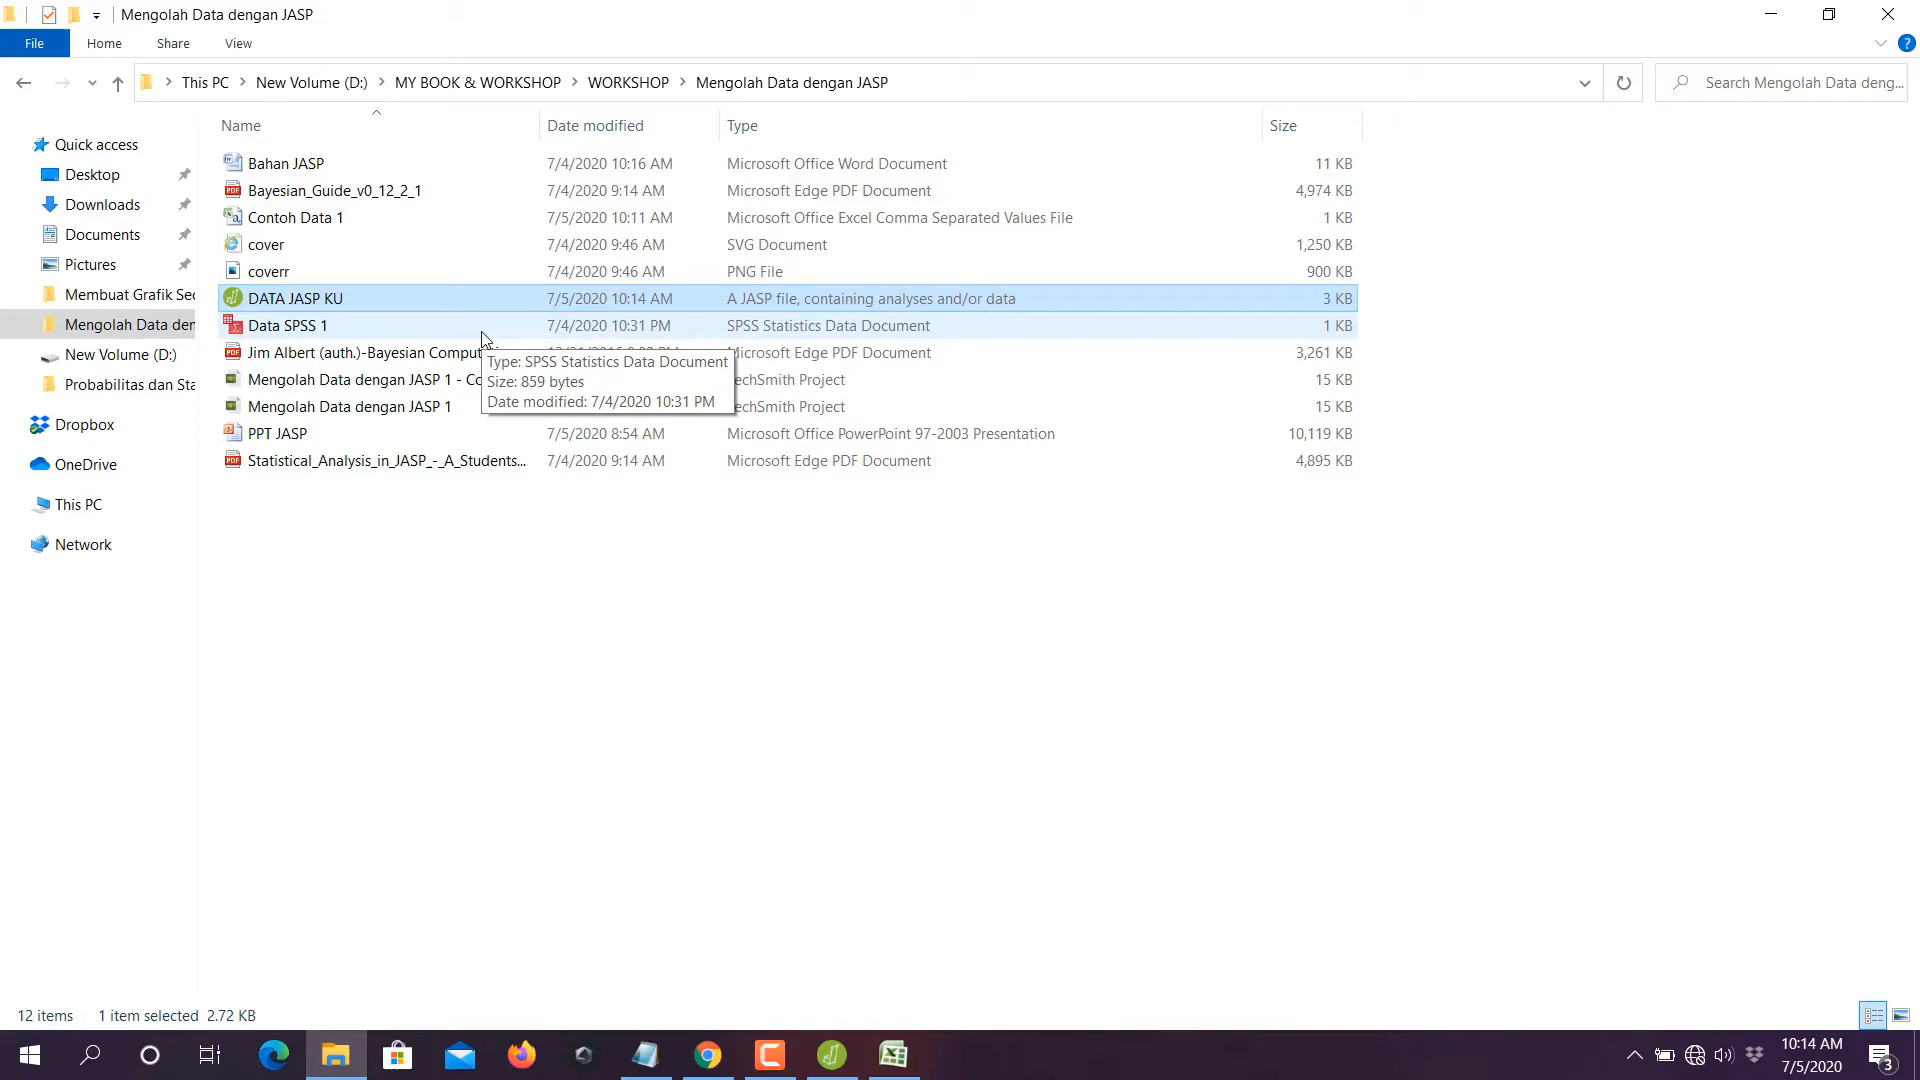 Mengolah Data dengan JASP
File Home Share View
This PC New Volume (D:) MY BOOK & WORKSHOP WORKSHOP Mengolah Data dengan JASP Search Mengolah Data deng...
Name Date modified Type Size
Quick access
Desktop
Downloads
Documents
Pictures
Membuat Grafik Sec
Mengolah Data der
New Volume (D:)
Probabilitas dan Sta
Dropbox
OneDrive
This PC
Network
Bahan JASP 7/4/2020 10:16 AM Microsoft Office Word Document 11 KB
Bayesian_Guide_v0_12_2_1 7/4/2020 9:14 AM Microsoft Edge PDF Document 4,974 KB
Contoh Data 1 7/5/2020 10:11 AM Microsoft Office Excel Comma Separated Values File 1 KB
cover 7/4/2020 9:46 AM SVG Document 1,250 KB
coverr 7/4/2020 9:46 AM PNG File 900 KB
DATA JASP KU 7/5/2020 10:14 AM A JASP file, containing analyses and/or data 3 KB
Data SPSS 1 7/4/2020 10:31 PM SPSS Statistics Data Document 1 KB
Jim Albert (auth.)-Bayesian Comput Microsoft Edge PDF Document 3,261 KB
Mengolah Data dengan JASP 1 - Co echSmith Project 15 KB
Mengolah Data dengan JASP 1 echSmith Project 15 KB
PPT JASP 7/5/2020 8:54 AM Microsoft Office PowerPoint 97-2003 Presentation 10,119 KB
Statistical_Analysis_in_JASP_-_A_Students... 7/4/2020 9:14 AM Microsoft Edge PDF Document 4,895 KB
Type: SPSS Statistics Data Document
Size: 859 bytes
Date modified: 7/4/2020 10:31 PM
12 items 1 item selected 2.72 KB
10:14 AM
7/5/2020
3